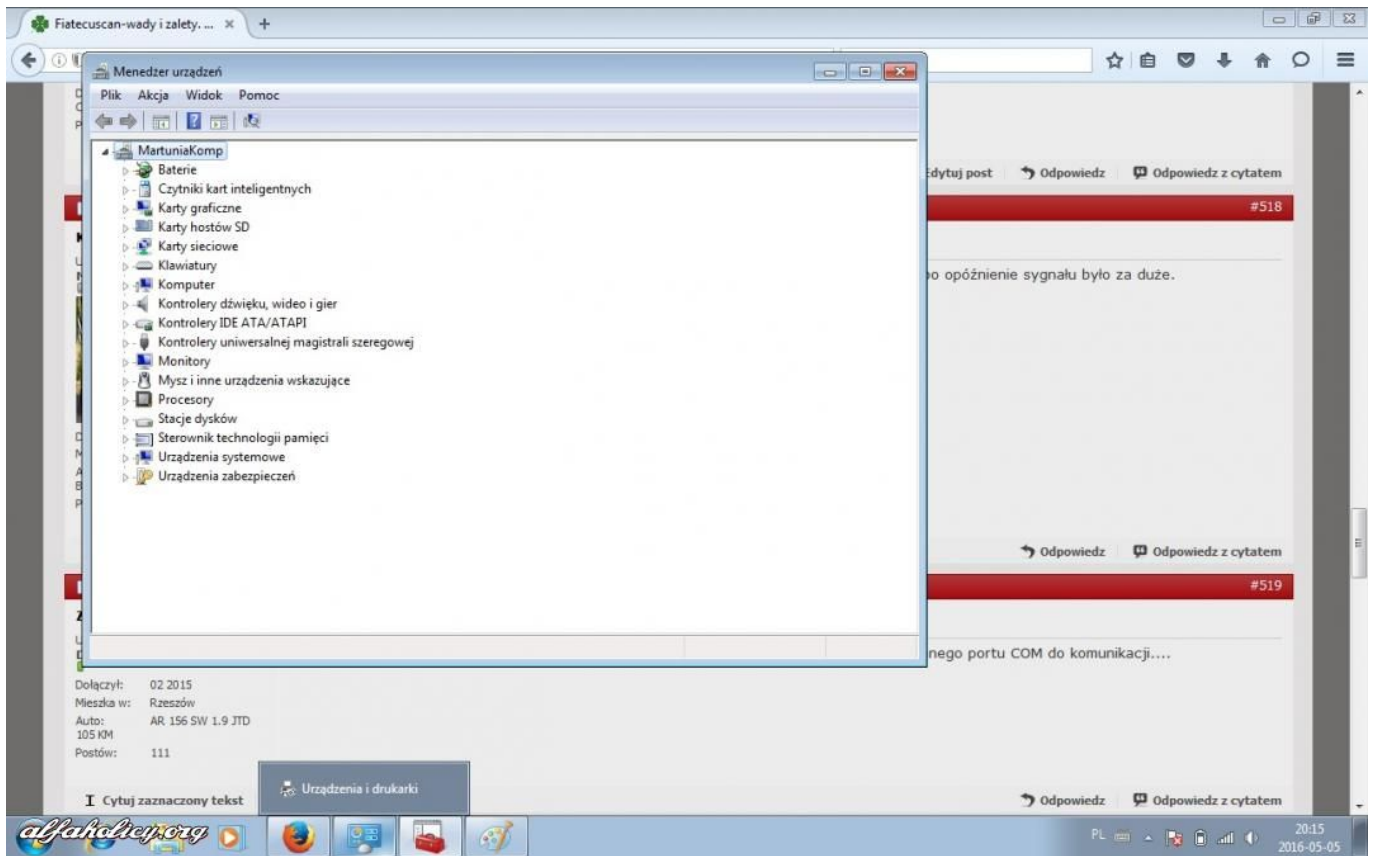 Fiatecuscan-wady i zalety. ...
Menedżer urządzeń
Plik Akcja Widok Pomoc
MartuniaKomp
Baterie
Czytniki kart inteligentnych
Karty graficzne
Karty hostów SD
Karty sieciowe
Klawiatury
Komputer
Kontrolery dźwięku, wideo i gier
Kontrolery IDE ATA/ATAPI
Kontrolery uniwersalnej magistrali szeregowej
Monitory
Mysz i inne urządzenia wskazujące
Procesory
Stacje dysków
Sterownik technologii pamięci
Urządzenia systemowe
Urządzenia zabezpieczeń
Edytuj post Odpowiedz Odpowiedz z cytatem
#518
opóźnienie sygnału było za duże.
Odpowiedz Odpowiedz z cytatem
#519
nego portu COM do komunikacji....
Dołączył: 02 2015
Mieszka w: Rzeszów
Auto: AR 156 SW 1.9 JTD
105 KM
Postów: 111
Urządzenia i drukarki
Cytuj zaznaczony tekst Odpowiedz Odpowiedz z cytatem
alfaholicy.org
PL 20:15
2016-05-05